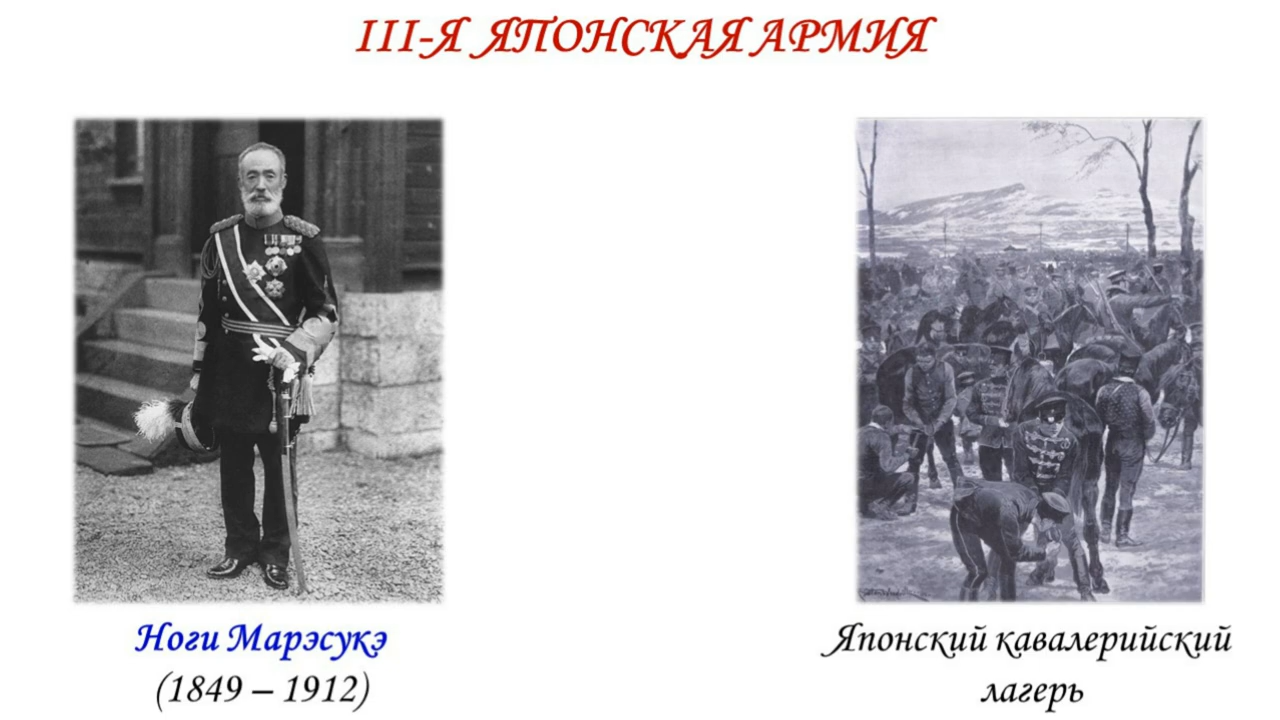 III-Я ЯПОНСКАЯ АРМИЯ
Ноги Марэсукэ
(1849 – 1912)
Японский кавалерийский
лагерь